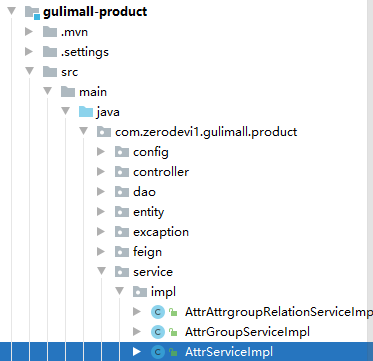 gulimall-product
.mvn
.settings
src
main
java
com.zerodevi1.gulimall.product
config
controller
dao
entity
excaption
feign
service
impl
AttrAttrgroupRelationServiceImp
AttrGroupServiceImpl
AttrServiceImpl